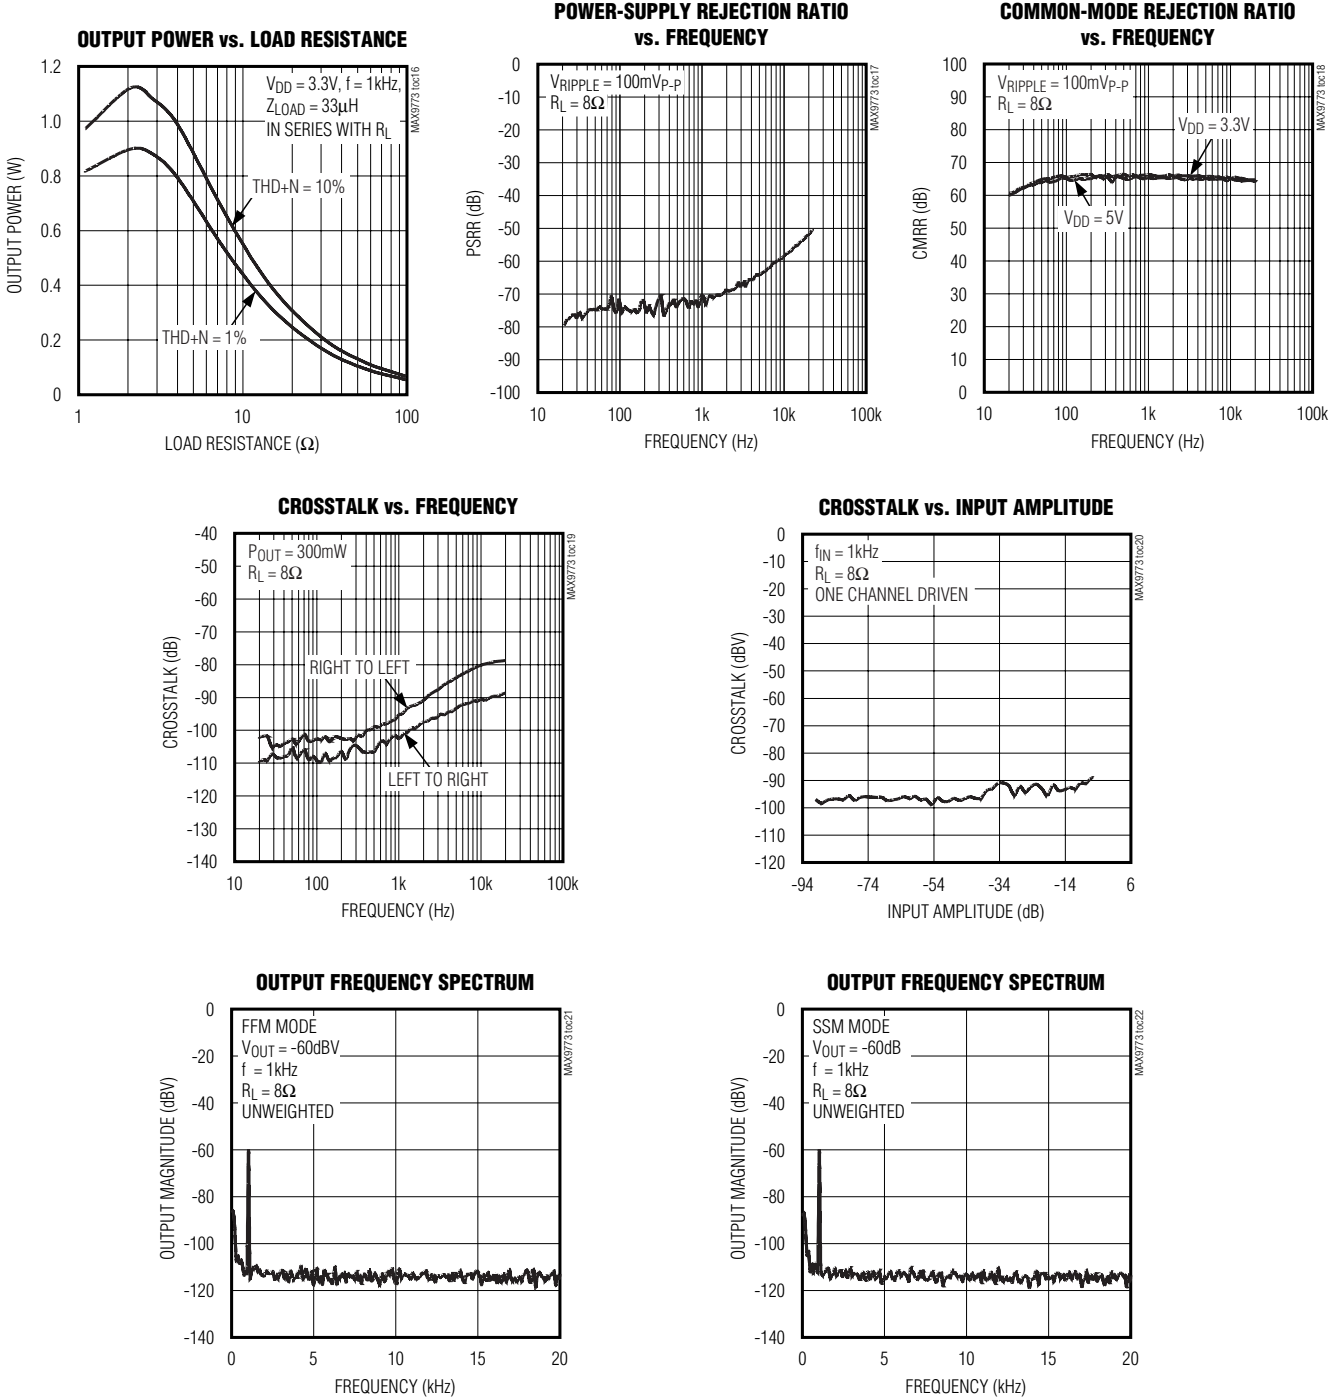 OUTPUT POWER vs. LOAD RESISTANCE
1.2
1.0
0.8
0.6
0.4
0.2
0
OUTPUT POWER (W)
VDD = 3.3V, f = 1kHz,
ZLOAD = 33μH
IN SERIES WITH RL
THD+N = 10%
THD+N = 1%
1
10
100
LOAD RESISTANCE (Ω)
MAX9773 toc16
POWER-SUPPLY REJECTION RATIO
vs. FREQUENCY
0
-10
-20
-30
-40
-50
-60
-70
-80
-90
-100
PSRR (dB)
VRIPPLE = 100mVP-P
RL = 8Ω
10
100
1k
10k
100k
FREQUENCY (Hz)
MAX9773 toc17
COMMON-MODE REJECTION RATIO
vs. FREQUENCY
100
90
80
70
60
50
40
30
20
10
0
CMRR (dB)
VRIPPLE = 100mVP-P
RL = 8Ω
VDD = 3.3V
VDD = 5V
10
100
1k
10k
100k
FREQUENCY (Hz)
MAX9773 toc18
CROSSTALK vs. FREQUENCY
-40
-50
-60
-70
-80
-90
-100
-110
-120
-130
-140
CROSSTALK (dB)
POUT = 300mW
RL = 8Ω
RIGHT TO LEFT
LEFT TO RIGHT
10
100
1k
10k
100k
FREQUENCY (Hz)
MAX9773 toc19
CROSSTALK vs. INPUT AMPLITUDE
0
-10
-20
-30
-40
-50
-60
-70
-80
-90
-100
-110
-120
CROSSTALK (dBV)
fIN = 1kHz
RL = 8Ω
ONE CHANNEL DRIVEN
-94
-74
-54
-34
-14
6
INPUT AMPLITUDE (dB)
MAX9773 toc20
OUTPUT FREQUENCY SPECTRUM
0
-20
-40
-60
-80
-100
-120
-140
OUTPUT MAGNITUDE (dBV)
FFM MODE
VOUT = -60dBV
f = 1kHz
RL = 8Ω
UNWEIGHTED
0
5
10
15
20
FREQUENCY (kHz)
MAX9773 toc21
OUTPUT FREQUENCY SPECTRUM
0
-20
-40
-60
-80
-100
-120
-140
OUTPUT MAGNITUDE (dBV)
SSM MODE
VOUT = -60dB
f = 1kHz
RL = 8Ω
UNWEIGHTED
0
5
10
15
20
FREQUENCY (kHz)
MAX9773 toc22